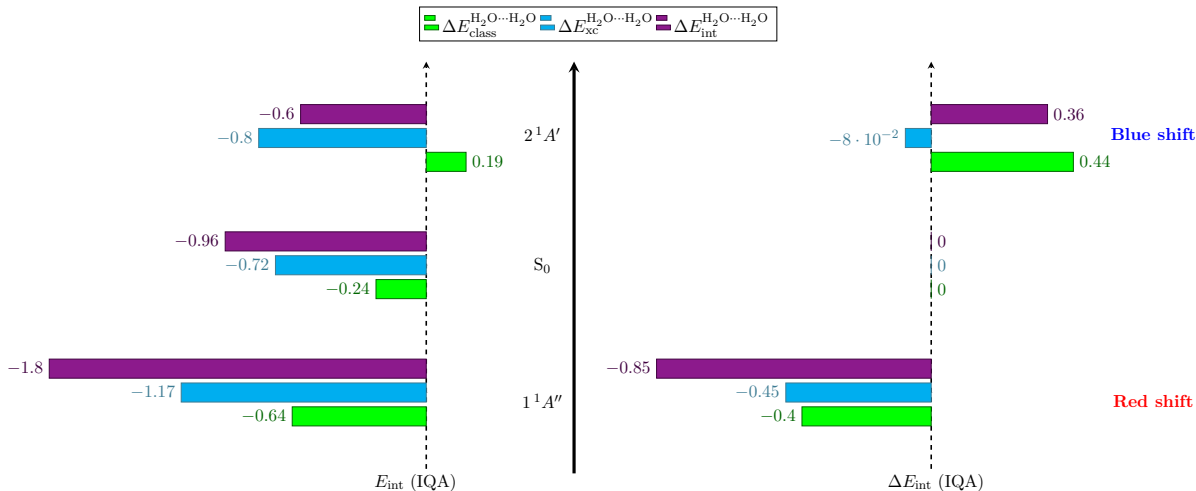 ΔE_class^{H₂O···H₂O} ΔE_xc^{H₂O···H₂O} ΔE_int^{H₂O···H₂O}
−0.6
0.36
−0.8
2 ¹A′
−8 · 10⁻²
Blue shift
0.19
0.44
−0.96
0
−0.72
S₀
0
−0.24
0
−1.8
−0.85
−1.17
1 ¹A″
−0.45
Red shift
−0.64
−0.4
E_int (IQA)
ΔE_int (IQA)